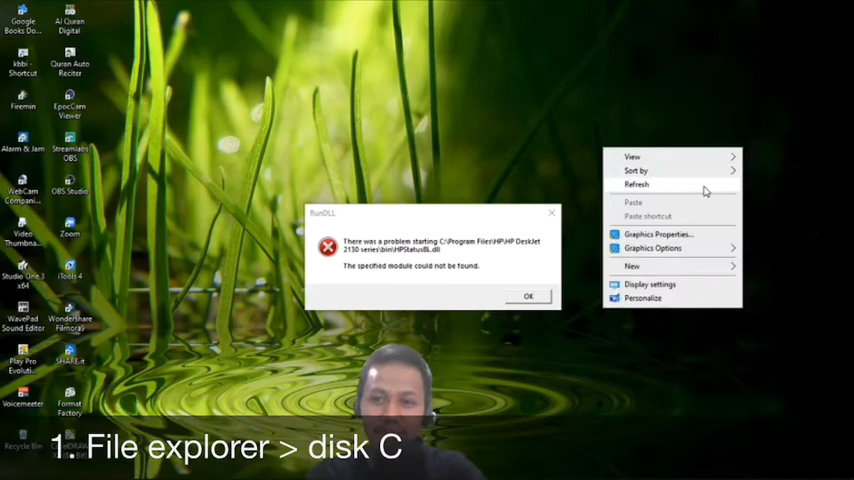 Google
Books Do...
Al Quran
Digital
kbbi -
Shortcut
Quran Auto
Reciter
Firemin
EpocCam
Viewer
Alarm & Jam
Streamlabs
OBS
WebCam
Compani...
OBS Studio
Video
Thumbna...
Zoom
Studio One 3
x64
iTools 4
WavePad
Sound Editor
Wondershare
Filmora9
Play Pro
Evoluti...
SHAREit
Voicemeeter
Format
Factory
Recycle Bin
RunDLL
There was a problem starting C:\Program Files\HP\HP DeskJet
2130 series\bin\HPStatusBL.dll
The specified module could not be found.
OK
View
Sort by
Refresh
Paste
Paste shortcut
Graphics Properties...
Graphics Options
New
Display settings
Personalize
1. File explorer > disk C